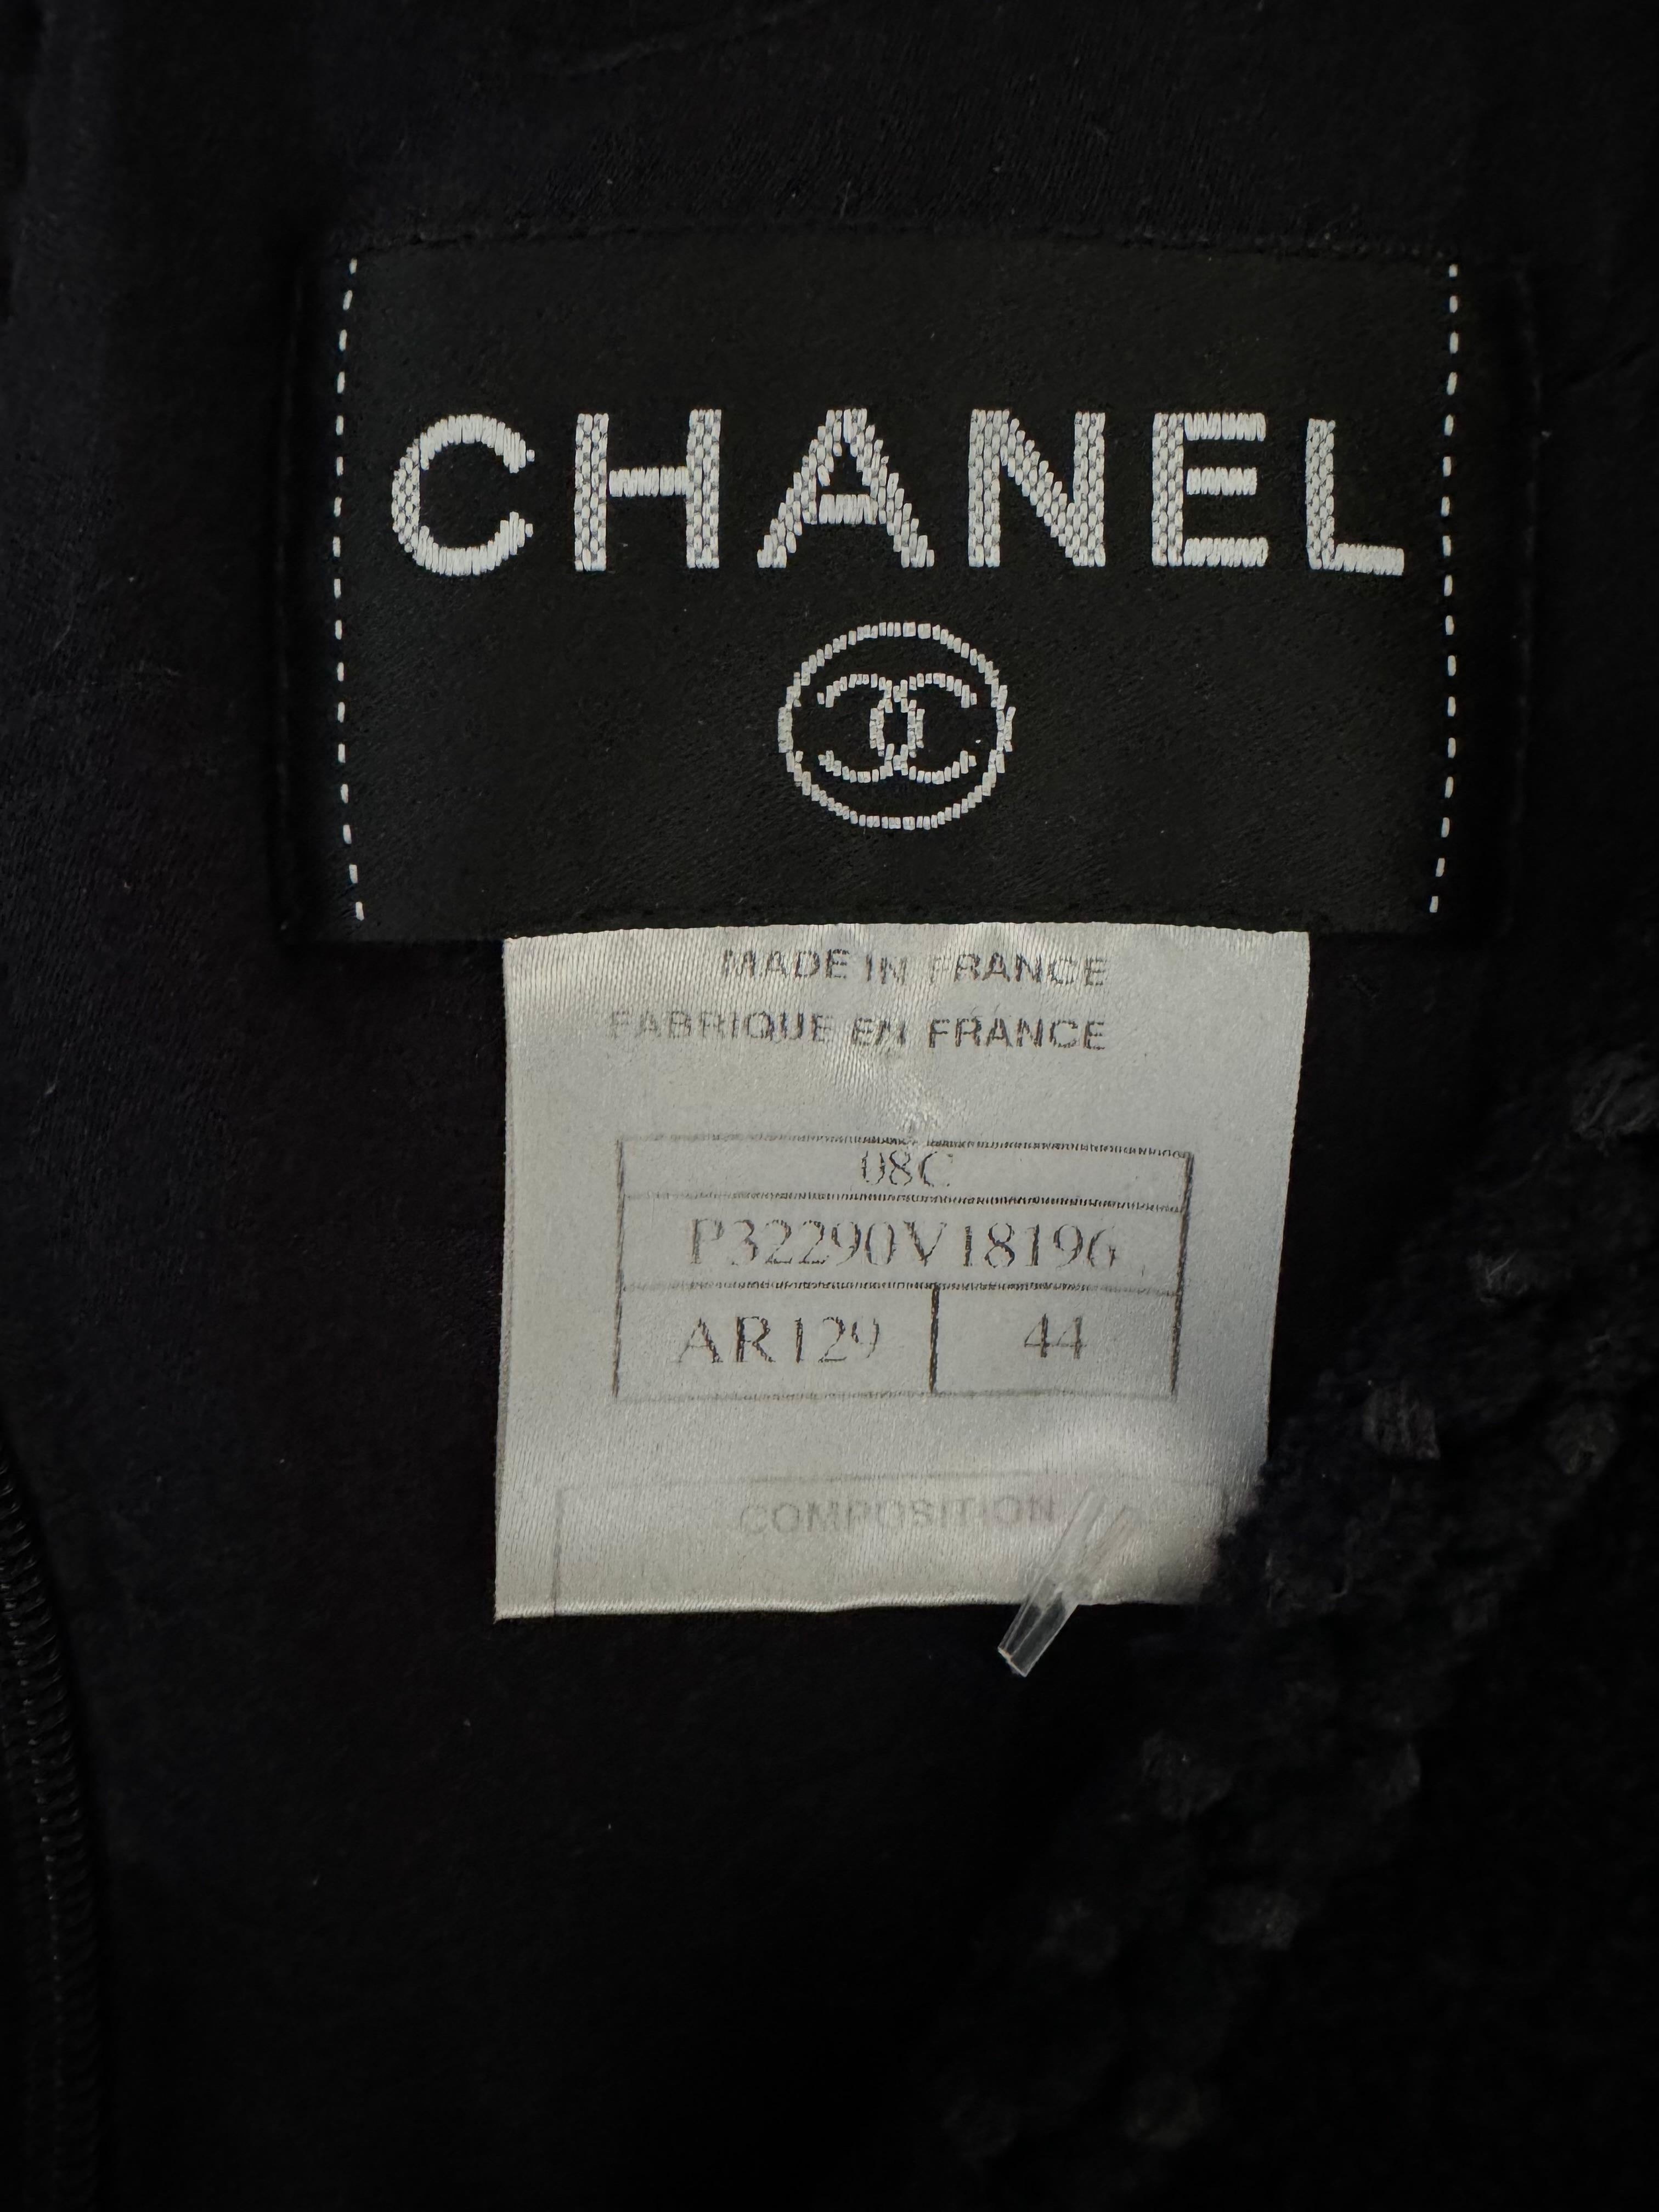 CHANEL
MADE IN FRANCE
FABRIQUE EN FRANCE
08C
P32290V18196
AR129 44
COMPOSITION